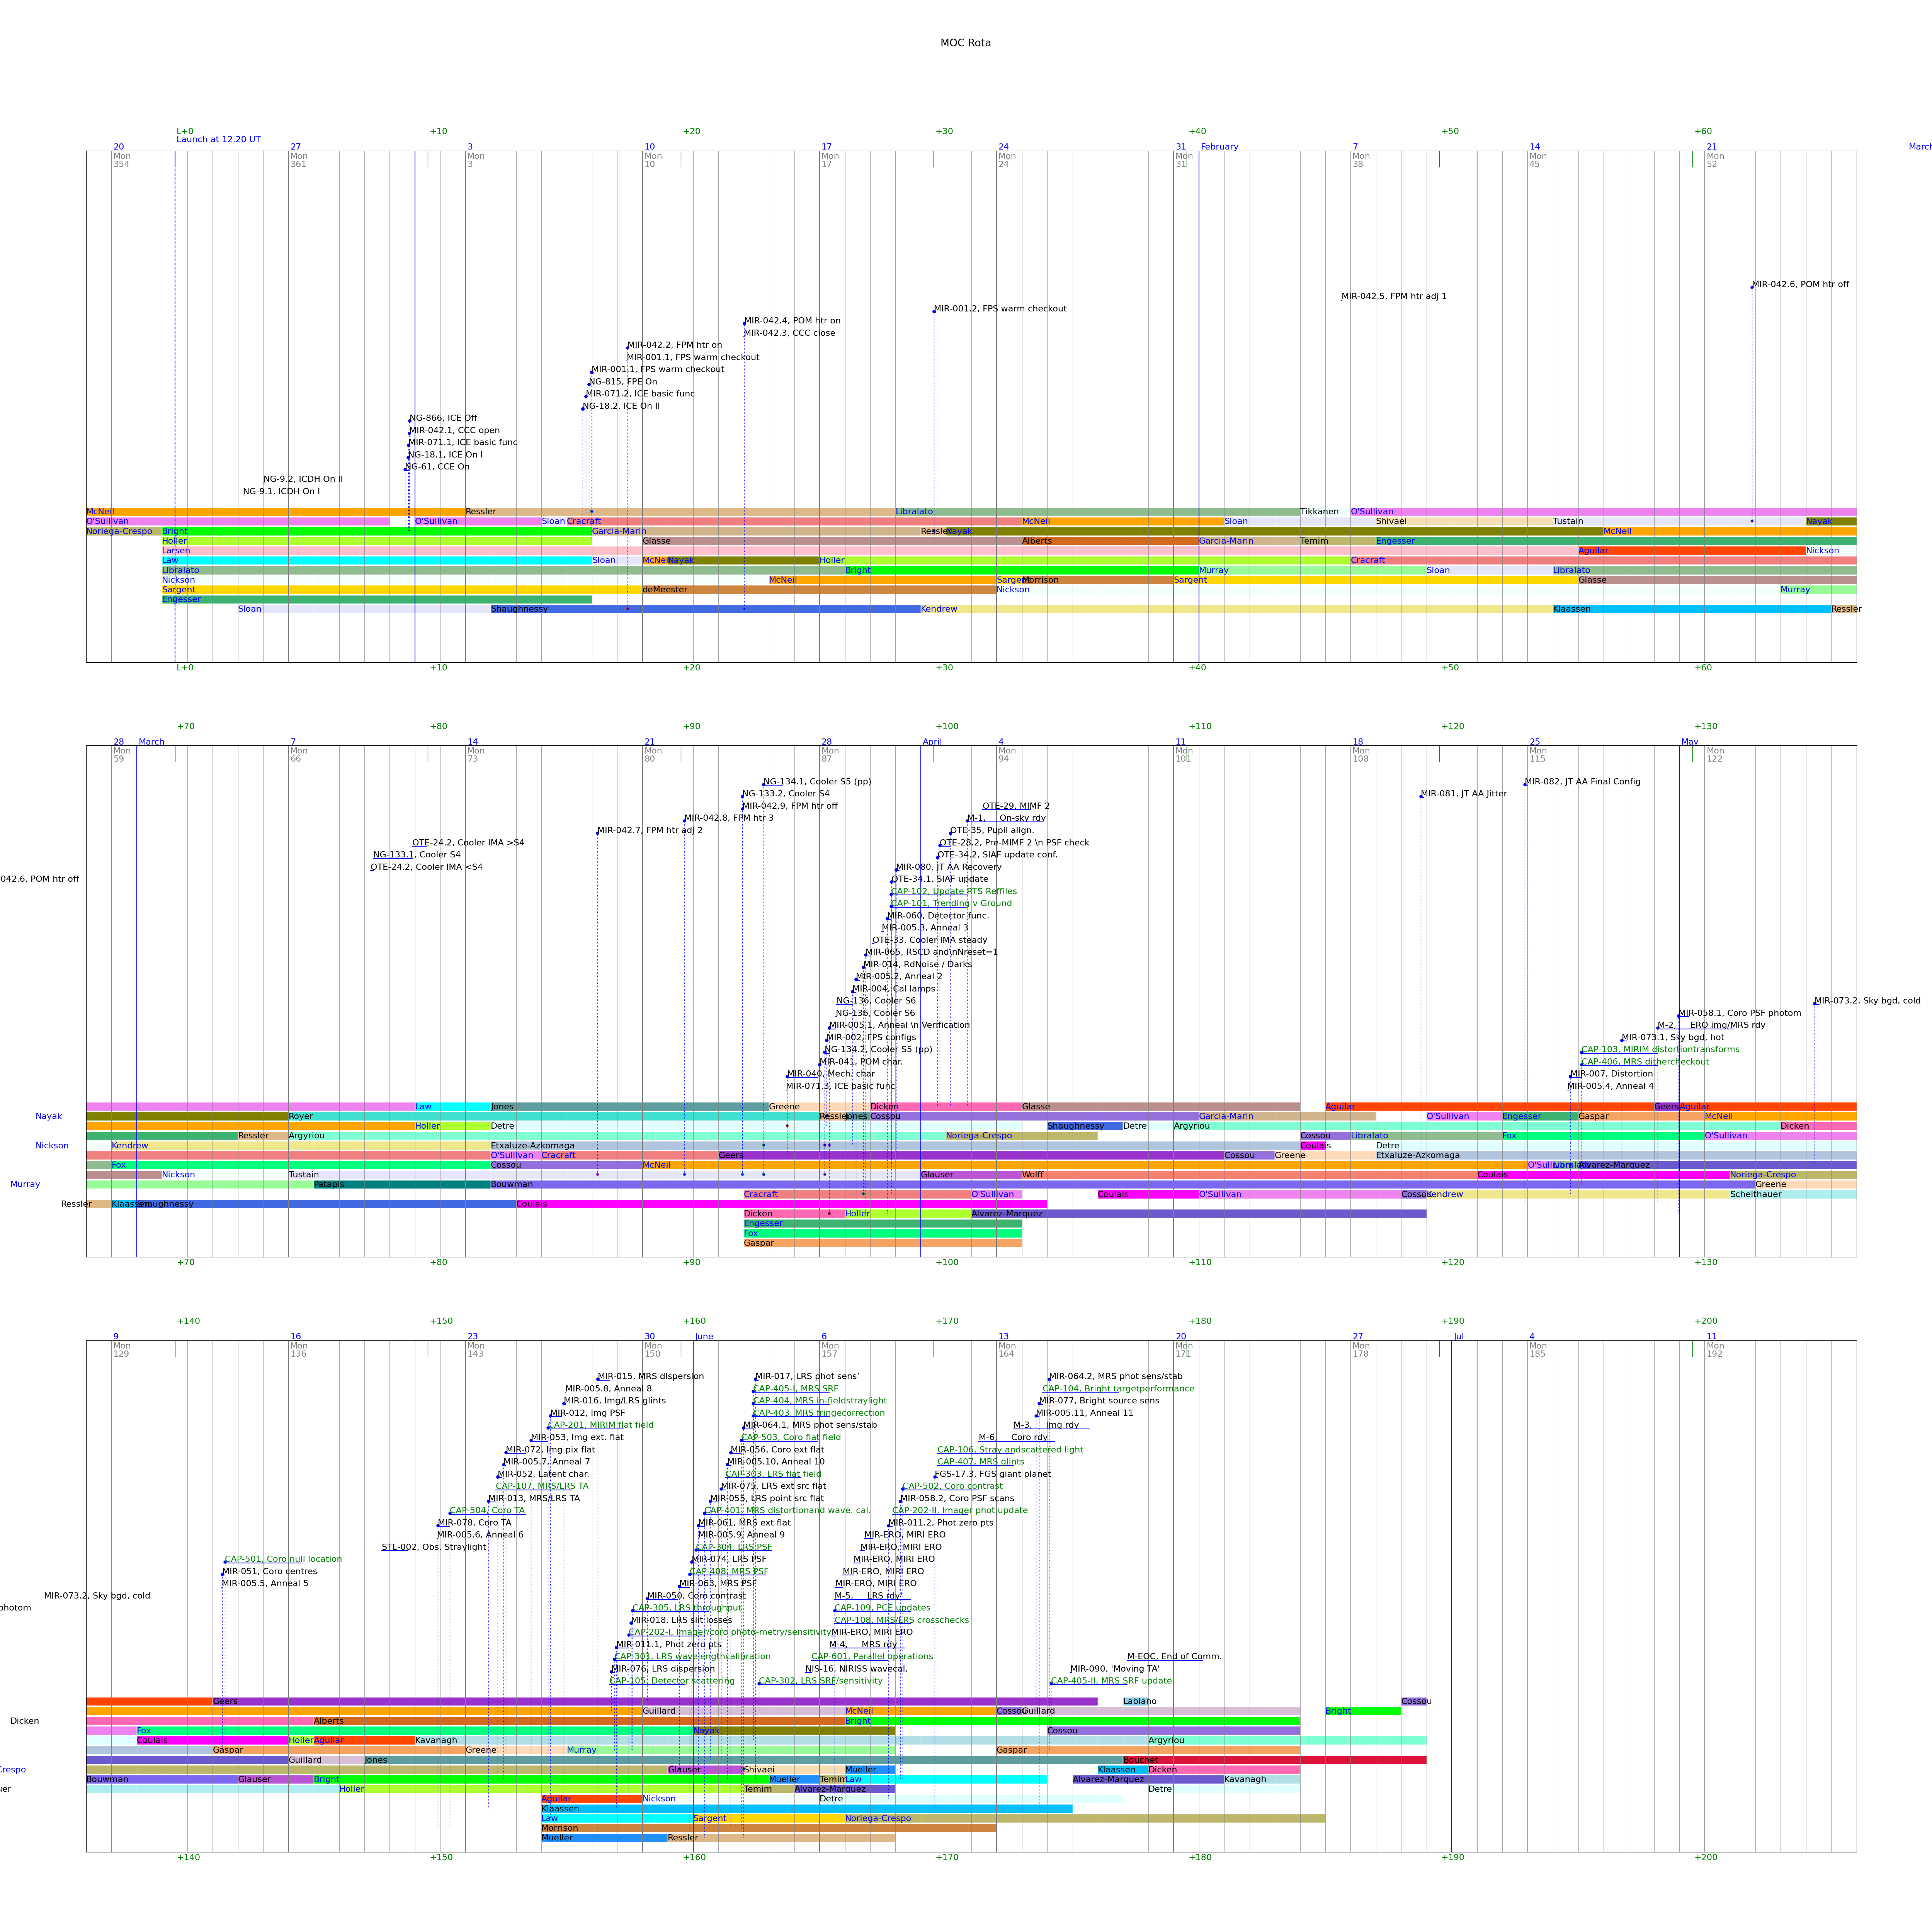 MOC Rota
L+0 +10 +20 +30 +40 +50 +60
Launch at 12.20 UT
20 27 3 10 17 24 31 February 7 14 21 March
Mon Mon Mon Mon Mon Mon Mon Mon Mon Mon
354 361 3 10 17 24 31 38 45 52
MIR-042.6, POM htr off
MIR-042.5, FPM htr adj 1
MIR-001.2, FPS warm checkout
MIR-042.4, POM htr on
MIR-042.3, CCC close
MIR-042.2, FPM htr on
MIR-001.1, FPS warm checkout
MIR-001.1, FPS warm checkout
NG-815, FPE On
MIR-071.2, ICE basic func
NG-18.2, ICE On II
NG-866, ICE Off
MIR-042.1, CCC open
MIR-071.1, ICE basic func
NG-18.1, ICE On I
NG-61, CCE On
NG-9.2, ICDH On II
NG-9.1, ICDH On I
McNeil Ressler Libralato Tikkanen O'Sullivan
O'Sullivan O'Sullivan Sloan Cracraft McNeil Sloan Shivaei Tustain Nayak
Noriega-Crespo Bright Garcia-Marin Ressler Nayak McNeil
Holler Glasse Alberts Garcia-Marin Temim Engesser
Larsen Aguilar Nickson
Law Sloan McNeil Nayak Holler Cracraft
Libralato Bright Murray Sloan Libralato
Nickson McNeil Sargent Morrison Sargent Glasse
Sargent deMeester Nickson Murray
Engesser
Sloan Shaughnessy Kendrew Klaassen Ressler
L+0 +10 +20 +30 +40 +50 +60
+70 +80 +90 +100 +110 +120 +130
28 March 7 14 21 28 April 4 11 18 25 May
Mon Mon Mon Mon Mon Mon Mon Mon Mon Mon
59 66 73 80 87 94 101 108 115 122
NG-134.1, Cooler S5 (pp) MIR-082, JT AA Final Config
NG-133.2, Cooler S4 MIR-081, JT AA Jitter
MIR-042.9, FPM htr off OTE-29, MIMF 2
MIR-042.8, FPM htr 3 M-1, On-sky rdy
MIR-042.7, FPM htr adj 2 OTE-35, Pupil align.
OTE-24.2, Cooler IMA >S4 OTE-28.2, Pre-MIMF 2 \n PSF check
NG-133.1, Cooler S4 OTE-34.2, SIAF update conf.
OTE-24.2, Cooler IMA <S4 MIR-080, JT AA Recovery
042.6, POM htr off OTE-34.1, SIAF update
CAP-102, Update RTS Reffiles
CAP-101, Trending v Ground
MIR-060, Detector func.
MIR-005.3, Anneal 3
OTE-33, Cooler IMA steady
MIR-065, RSCD and\nNreset=1
MIR-014, RdNoise / Darks
MIR-005.2, Anneal 2
MIR-004, Cal lamps
NG-136, Cooler S6 MIR-073.2, Sky bgd, cold
NG-136, Cooler S6 MIR-058.1, Coro PSF photom
MIR-005.1, Anneal \n Verification M-2, ERO img/MRS rdy
MIR-002, FPS configs MIR-073.1, Sky bgd, hot
NG-134.2, Cooler S5 (pp) CAP-103, MIRIM distortiontransforms
MIR-041, POM char. CAP-406, MRS dithercheckout
MIR-040, Mech. char MIR-007, Distortion
MIR-071.3, ICE basic func MIR-005.4, Anneal 4
Law Jones Greene Dicken Glasse Aguilar Geers Aguilar
Nayak Royer Ressler Jones Cossou Garcia-Marin O'Sullivan Engesser Gaspar McNeil
Holler Detre Shaughnessy Detre Argyriou Dicken
Ressler Argyriou Noriega-Crespo Cossou Libralato Fox O'Sullivan
Nickson Kendrew Etxaluze-Azkomaga Coulais Detre
O'Sullivan Cracraft Geers Cossou Greene Etxaluze-Azkomaga
Fox Cossou McNeil O'Sullivan Libralato Alvarez-Marquez
Nickson Tustain Glauser Wolff Coulais Noriega-Crespo
Murray Patapis Bouwman Greene
Cracraft O'Sullivan Coulais O'Sullivan Cossou Kendrew Scheithauer
Ressler Klaassen Shaughnessy Coulais
Dicken Holler Alvarez-Marquez
Engesser
Fox
Gaspar
+70 +80 +90 +100 +110 +120 +130
+140 +150 +160 +170 +180 +190 +200
9 16 23 30 June 6 13 20 27 Jul 4 11
Mon Mon Mon Mon Mon Mon Mon Mon Mon Mon
129 136 143 150 157 164 171 178 185 192
MIR-015, MRS dispersion MIR-017, LRS phot sens' MIR-064.2, MRS phot sens/stab
MIR-005.8, Anneal 8 CAP-405-I, MRS SRF CAP-104, Bright targetperformance
MIR-016, Img/LRS glints CAP-404, MRS in-fieldstraylight MIR-077, Bright source sens
MIR-012, Img PSF CAP-403, MRS fringecorrection MIR-005.11, Anneal 11
CAP-201, MIRIM flat field MIR-064.1, MRS phot sens/stab M-3, Img rdy
MIR-053, Img ext. flat CAP-503, Coro flat field M-6, Coro rdy
MIR-072, Img pix flat MIR-056, Coro ext flat CAP-106, Stray andscattered light
MIR-005.7, Anneal 7 MIR-005.10, Anneal 10 CAP-407, MRS glints
MIR-052, Latent char. CAP-303, LRS flat field FGS-17.3, FGS giant planet
CAP-107, MRS/LRS TA MIR-075, LRS ext src flat CAP-502, Coro contrast
MIR-013, MRS/LRS TA MIR-055, LRS point src flat MIR-058.2, Coro PSF scans
CAP-504, Coro TA CAP-401, MRS distortionand wave. cal. CAP-202-II, Imager phot update
MIR-078, Coro TA MIR-061, MRS ext flat MIR-011.2, Phot zero pts
MIR-005.6, Anneal 6 MIR-005.9, Anneal 9 MIR-ERO, MIRI ERO
STL-002, Obs. Straylight CAP-304, LRS PSF MIR-ERO, MIRI ERO
CAP-501, Coro null location MIR-074, LRS PSF MIR-ERO, MIRI ERO
MIR-051, Coro centres CAP-408, MRS PSF MIR-ERO, MIRI ERO
MIR-005.5, Anneal 5 MIR-063, MRS PSF MIR-ERO, MIRI ERO
MIR-073.2, Sky bgd, cold MIR-050, Coro contrast M-5, LRS rdy'
photom CAP-305, LRS throughput CAP-109, PCE updates
MIR-018, LRS slit losses CAP-108, MRS/LRS crosschecks
CAP-202-I, Imager/coro photo-metry/sensitivity MIR-ERO, MIRI ERO
MIR-011.1, Phot zero pts M-4, MRS rdy
CAP-301, LRS wavelengthcalibration CAP-601, Parallel operations M-EOC, End of Comm.
MIR-076, LRS dispersion NIS-16, NIRISS wavecal. MIR-090, 'Moving TA'
CAP-105, Detector scattering CAP-302, LRS SRF/sensitivity CAP-405-II, MRS SRF update
Geers Labiano Cossou
Guillard McNeil Cossou Guillard Bright
Dicken Alberts Bright
Fox Nayak Cossou
Coulais Holler Aguilar Kavanagh Argyriou
Gaspar Greene Murray Gaspar
Guillard Jones Bouchet
Crespo Glauser Shivaei Mueller Klaassen Dicken
Bouwman Glauser Bright Mueller Temim Law Alvarez-Marquez Kavanagh
uer Holler Temim Alvarez-Marquez Detre
Aguilar Nickson Detre
Klaassen
Law Sargent Noriega-Crespo
Morrison
Mueller Ressler
+140 +150 +160 +170 +180 +190 +200